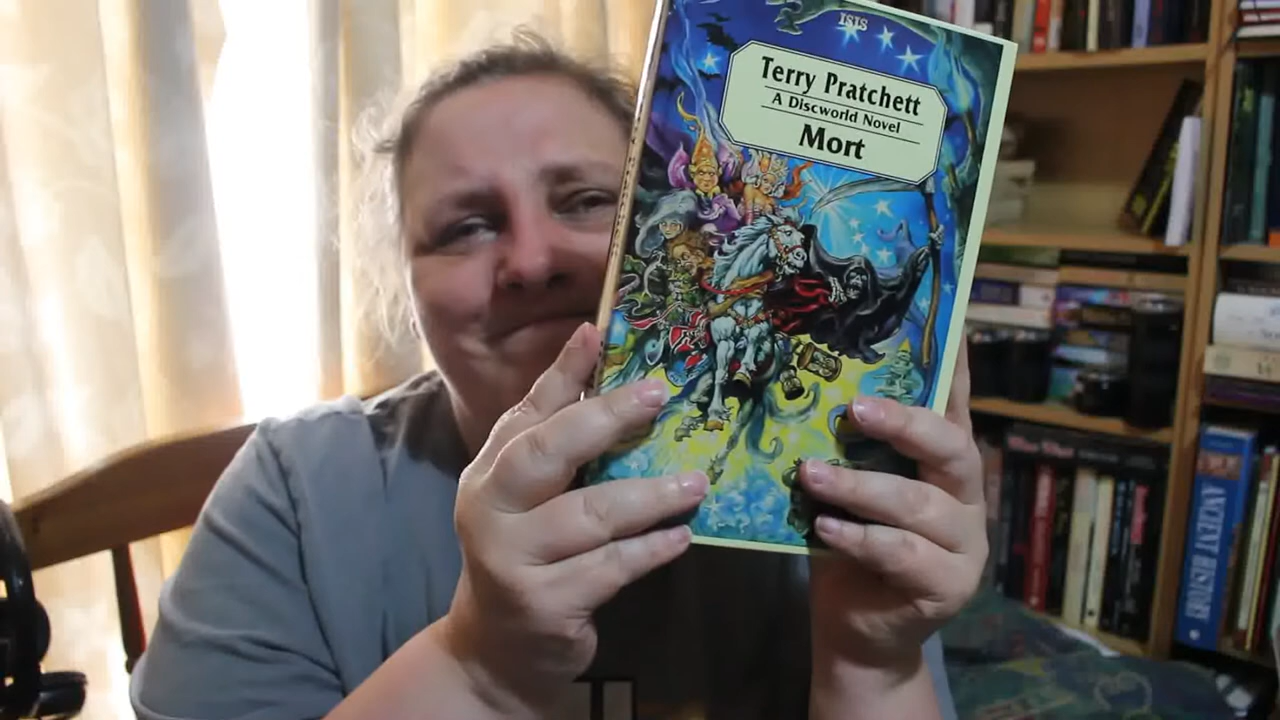 ISIS
Terry Pratchett
A Discworld Novel
Mort
ANCIENT HISTORY